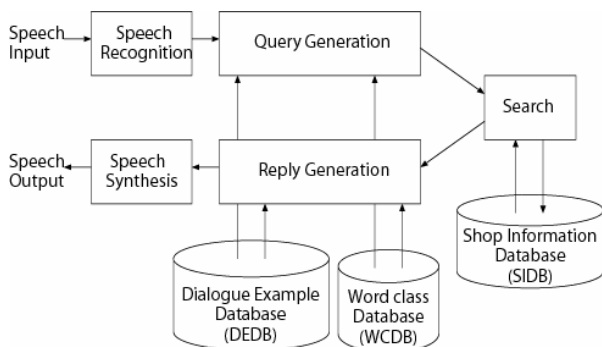 Speech
Input
Speech
Recognition
Query Generation
Search
Speech
Output
Speech
Synthesis
Reply Generation
Shop Information
Database
(SIDB)
Dialogue Example
Database
(DEDB)
Word class
Database
(WCDB)